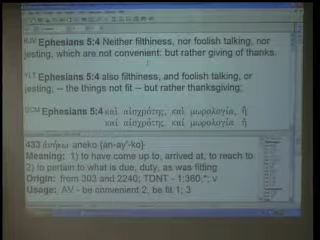 KJV Ephesians 5:4 Neither filthiness, nor foolish talking, nor
jesting, which are not convenient: but rather giving of thanks.
YLT Ephesians 5:4 also filthiness, and foolish talking, or
jesting, -- the things not fit -- but rather thanksgiving;
Ephesians 5:4 καὶ αἰσχρότης, καὶ μωρολογία, ἢ
καὶ αἰσχρότης, καὶ μωρολογία, ἢ
433 ἀνήκω aneko {an-ay'-ko}
Meaning: 1) to have come up to, arrived at, to reach to
2) to pertain to what is due, duty, as was fitting
Origin: from 303 and 2240; TDNT - 1:360,*; v
Usage: AV - be convenient 2, be fit 1; 3